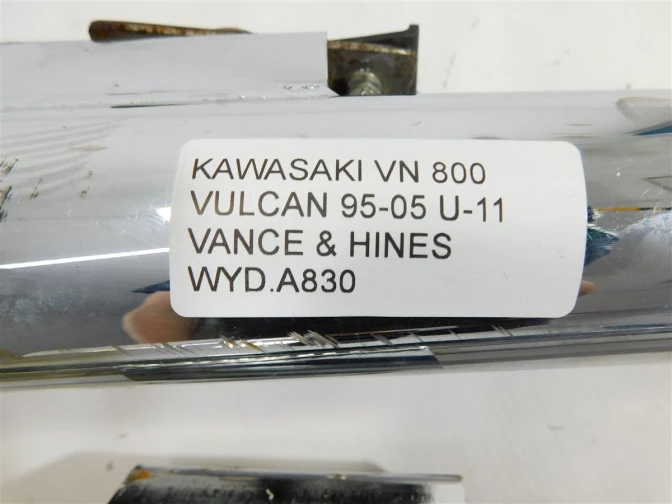 KAWASAKI VN 800
VULCAN 95-05 U-11
VANCE & HINES
WYD.A830